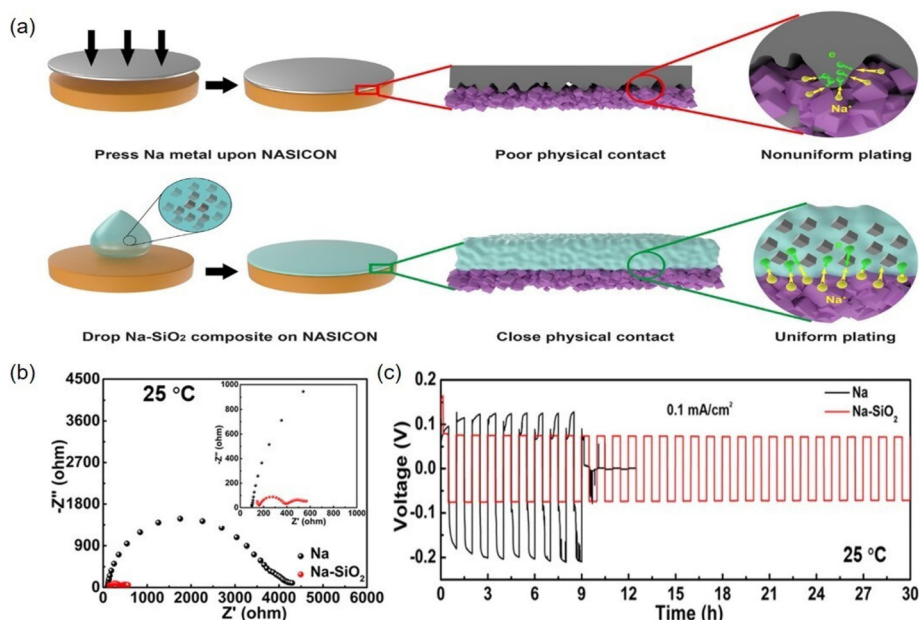 (a)
Press Na metal upon NASICON
Poor physical contact
Nonuniform plating
Na⁺
Drop Na-SiO₂ composite on NASICON
Close physical contact
Uniform plating
Na⁺
(b)
25 °C
-Z'' (ohm)
4500
3600
2700
1800
900
0
0 1000 2000 3000 4000 5000 6000
Z' (ohm)
Na
Na-SiO₂
-Z'' (ohm)
1000
800
600
400
200
0
0 200 400 600 800 1000
Z' (ohm)
(c)
Voltage (V)
0.2
0.1
0.0
-0.1
-0.2
0.1 mA/cm²
Na
Na-SiO₂
25 °C
0 3 6 9 12 15 18 21 24 27 30
Time (h)